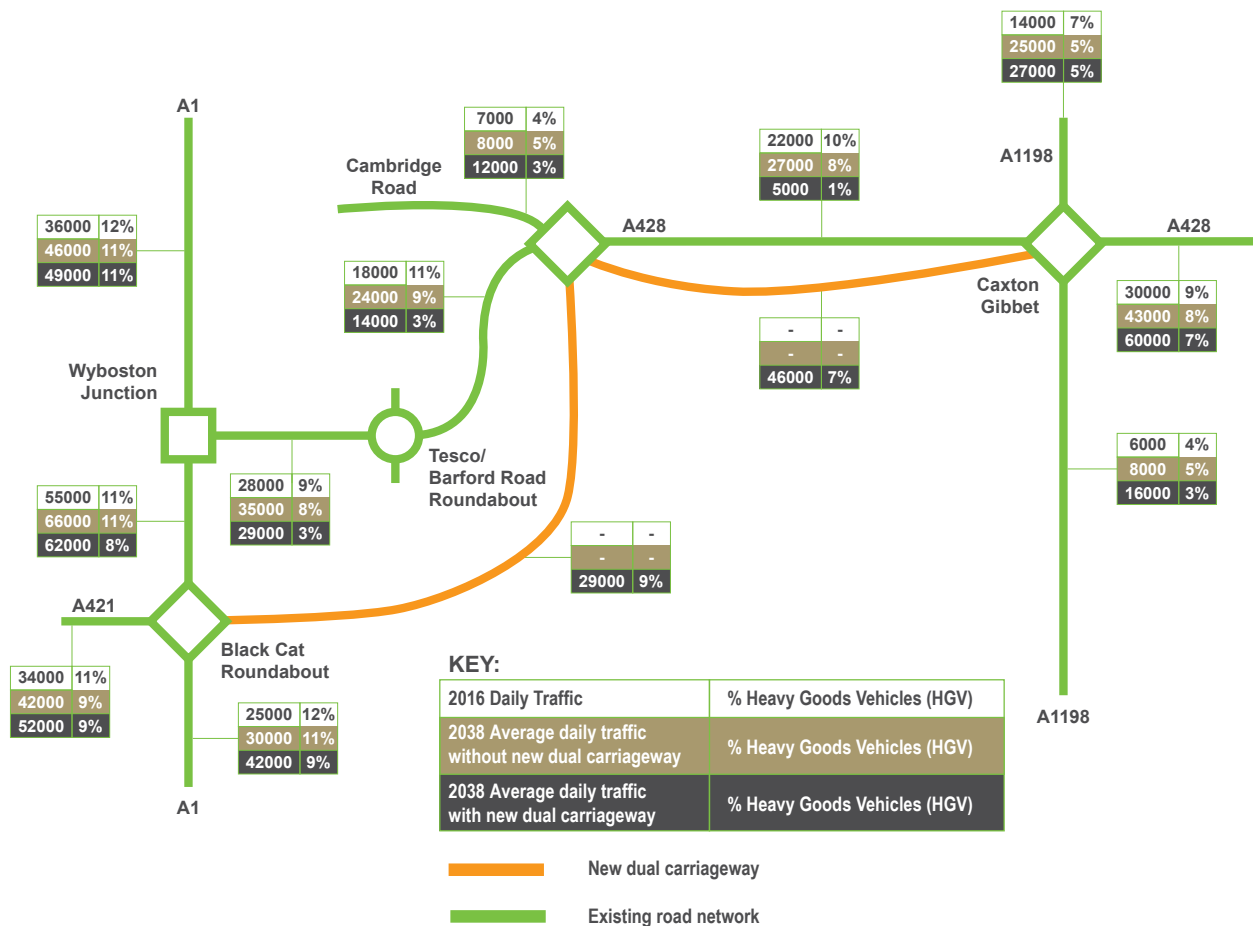 14000 7%
25000 5%
27000 5%
A1
7000 4%
8000 5%
12000 3%
22000 10%
27000 8%
5000 1%
A1198
Cambridge
Road
A428
A428
36000 12%
46000 11%
49000 11%
18000 11%
24000 9%
14000 3%
Caxton
Gibbet
30000 9%
43000 8%
60000 7%
- -
- -
46000 7%
Wyboston
Junction
Tesco/
Barford Road
Roundabout
6000 4%
8000 5%
16000 3%
28000 9%
35000 8%
29000 3%
55000 11%
66000 11%
62000 8%
- -
- -
29000 9%
A421
Black Cat
Roundabout
34000 11%
42000 9%
52000 9%
25000 12%
30000 11%
42000 9%
A1
A1198
KEY:
2016 Daily Traffic % Heavy Goods Vehicles (HGV)
2038 Average daily traffic
without new dual carriageway % Heavy Goods Vehicles (HGV)
2038 Average daily traffic
with new dual carriageway % Heavy Goods Vehicles (HGV)
New dual carriageway
Existing road network